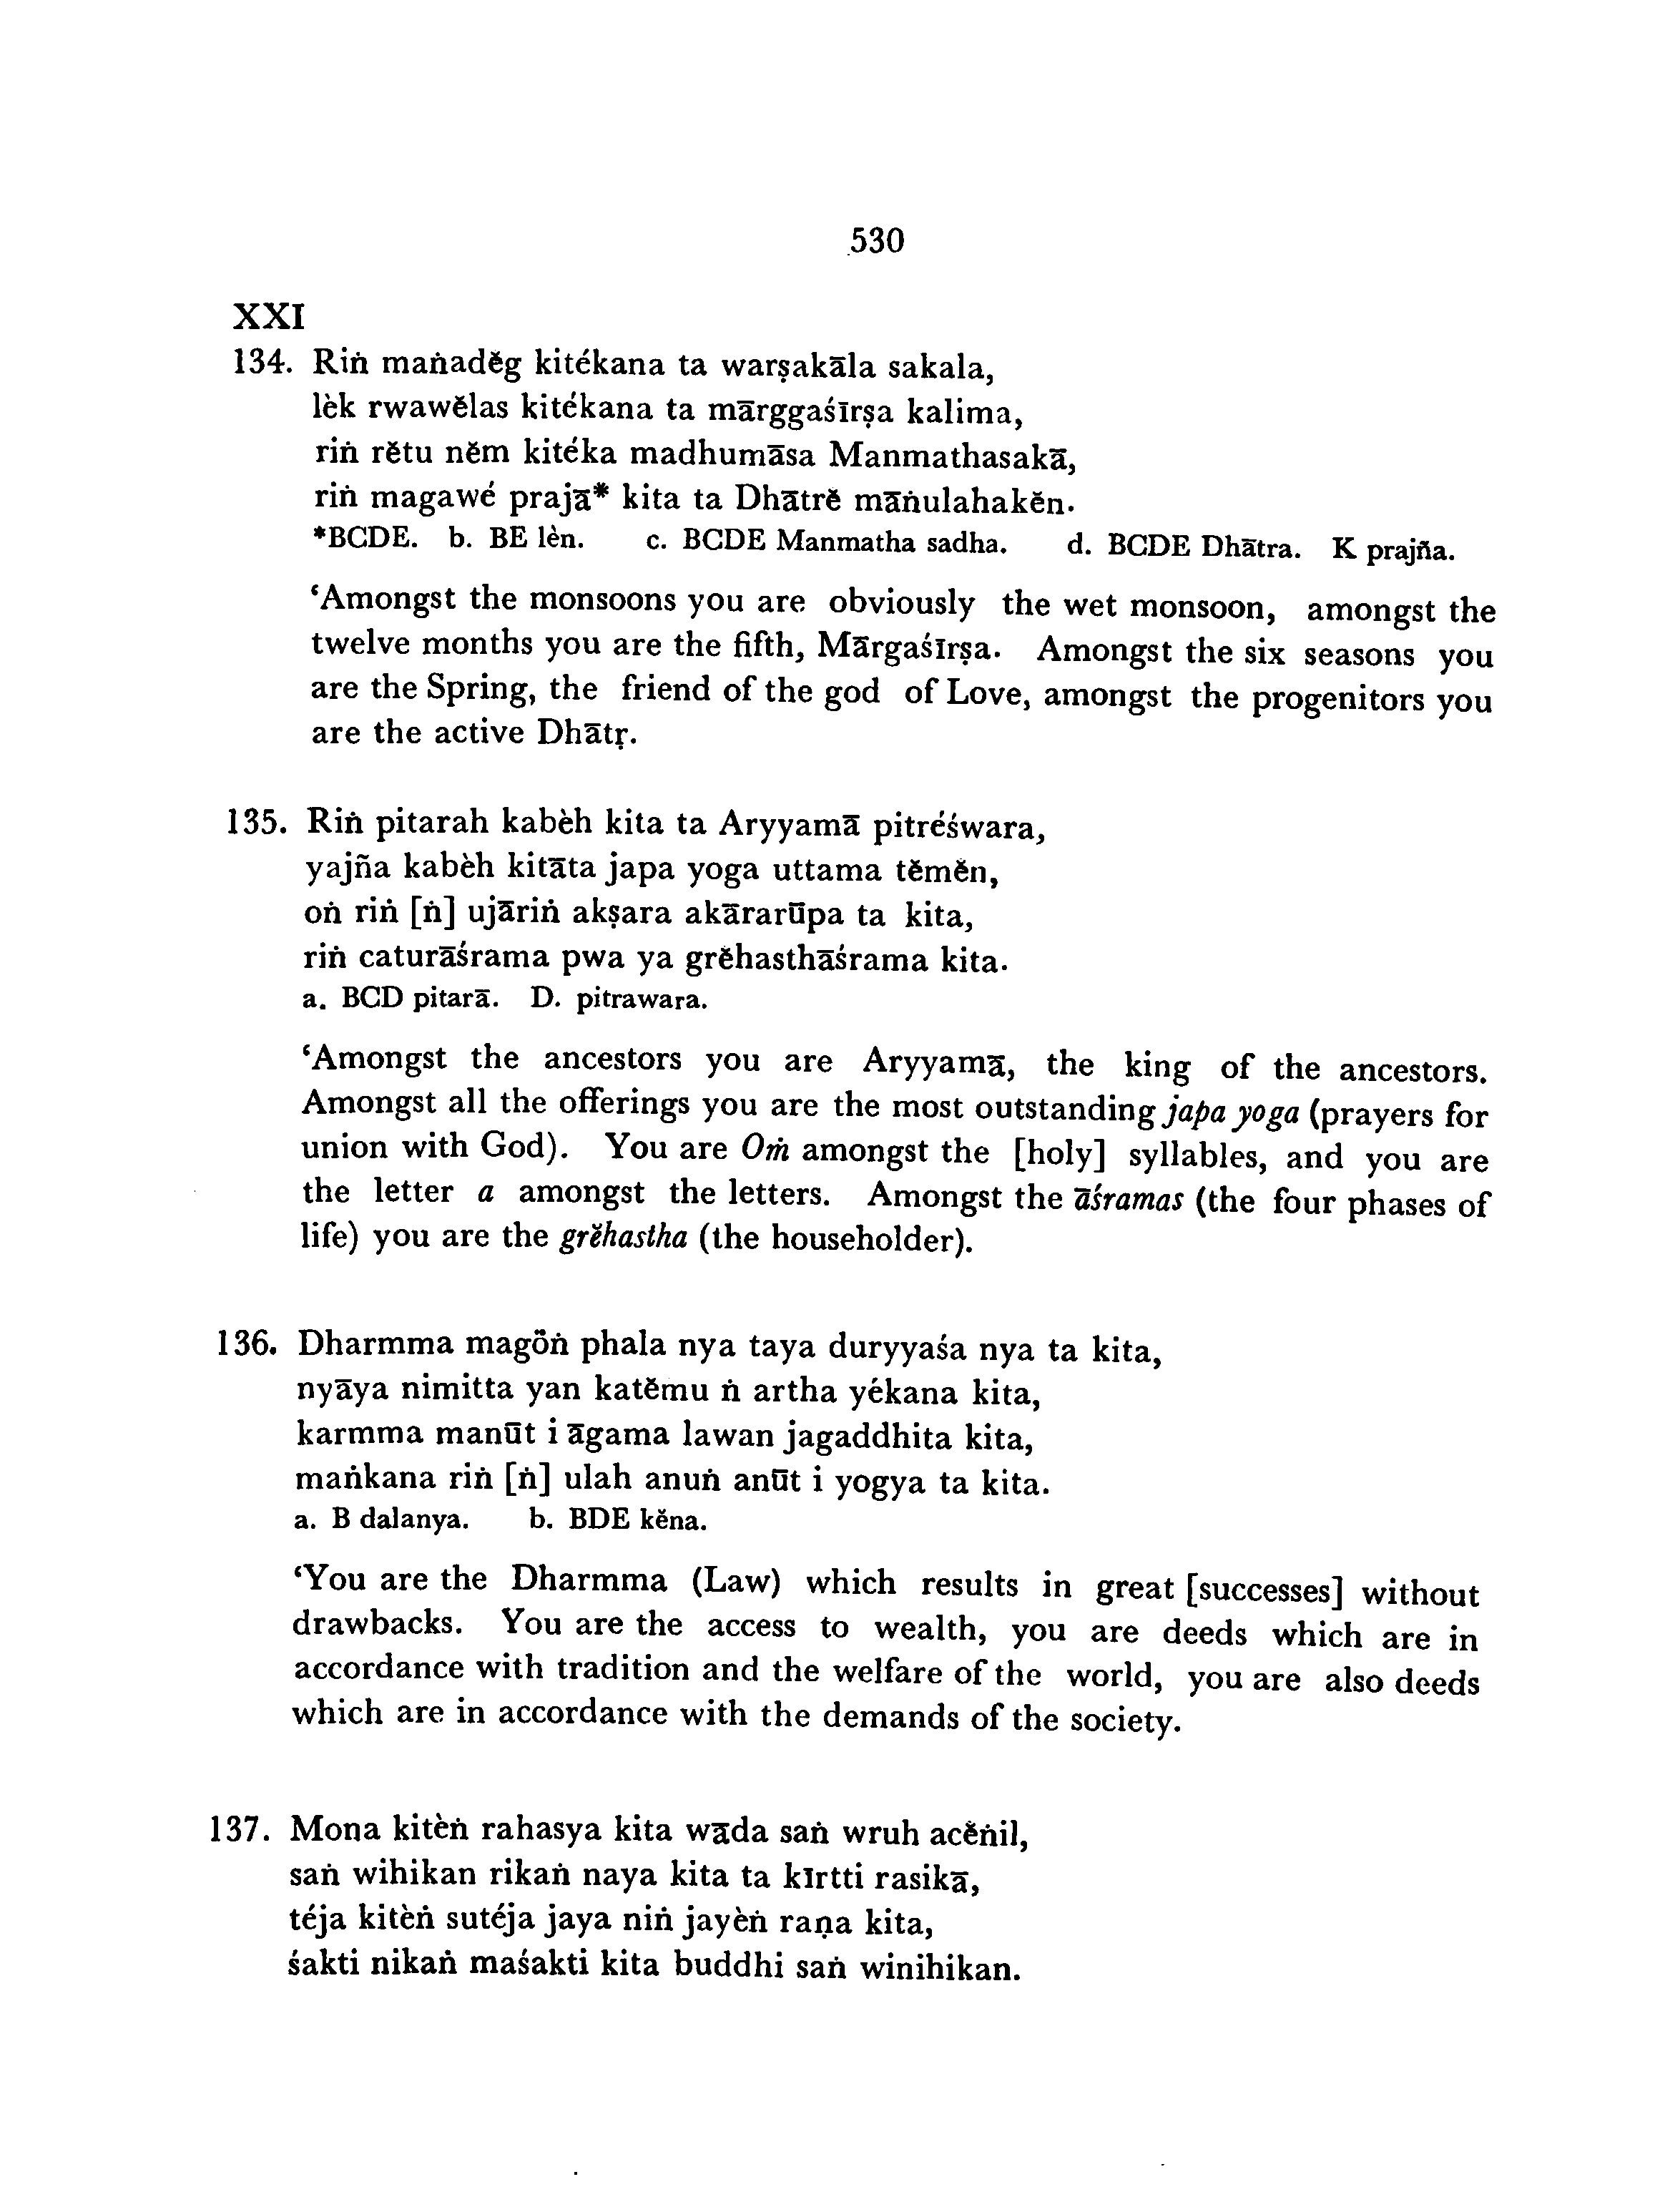 530
XXI
134. Riṅ maṅadĕg kitékana ta warṣakāla sakala,
lèk rwawĕlas kitékana ta mārggaśīrṣa kalima,
riṅ rĕtu nĕm kitéka madhumāsa Manmathasakā,
riṅ magawé prajā* kita ta Dhātrĕ māṅulahakĕn.
*BCDE. b. BE lèn. c. BCDE Manmatha sadha. d. BCDE Dhātra. K prajña.
‘Amongst the monsoons you are obviously the wet monsoon, amongst the
twelve months you are the fifth, Mārgaśīrṣa. Amongst the six seasons you
are the Spring, the friend of the god of Love, amongst the progenitors you
are the active Dhātṛ.
135. Riṅ pitarah kabèh kita ta Aryyamā pitréśwara,
yajña kabèh kitāta japa yoga uttama tĕmĕn,
oṅ riṅ [ṅ] ujāriṅ akṣara akārarūpa ta kita,
riṅ caturāśrama pwa ya grĕhasthāśrama kita.
a. BCD pitarā. D. pitrawara.
‘Amongst the ancestors you are Aryyamā, the king of the ancestors.
Amongst all the offerings you are the most outstanding japa yoga (prayers for
union with God). You are Oṁ amongst the [holy] syllables, and you are
the letter a amongst the letters. Amongst the āśramas (the four phases of
life) you are the grĕhastha (the householder).
136. Dharmma magöṅ phala nya taya duryyaśa nya ta kita,
nyāya nimitta yan katĕmu ṅ artha yékana kita,
karmma manūt i āgama lawan jagaddhita kita,
maṅkana riṅ [ṅ] ulah anuṅ anūt i yogya ta kita.
a. B dalanya. b. BDE kĕna.
‘You are the Dharmma (Law) which results in great [successes] without
drawbacks. You are the access to wealth, you are deeds which are in
accordance with tradition and the welfare of the world, you are also deeds
which are in accordance with the demands of the society.
137. Mona kitèṅ rahasya kita wāda saṅ wruh acĕṅil,
saṅ wihikan rikaṅ naya kita ta kīrtti rasikā,
téja kitèṅ sutéja jaya niṅ jayèṅ raṇa kita,
śakti nikaṅ maśakti kita buddhi saṅ winihikan.